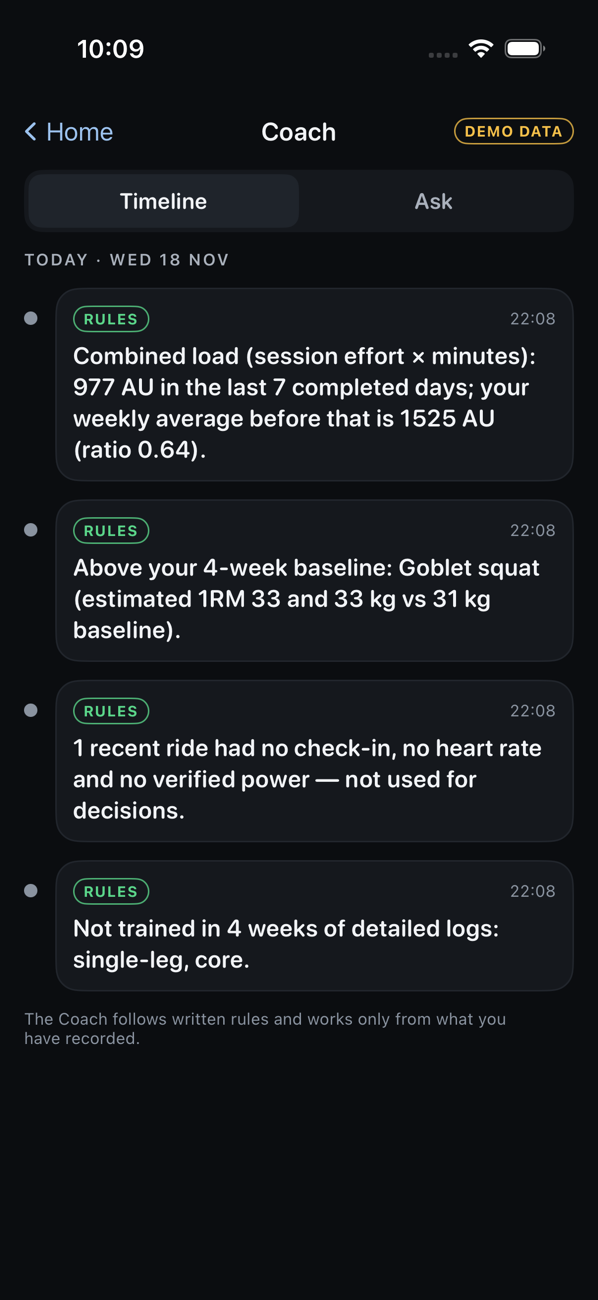 10:09
Home
Coach
DEMO DATA
Timeline
Ask
TODAY · WED 18 NOV
RULES
22:08
Combined load (session effort × minutes):
977 AU in the last 7 completed days; your
weekly average before that is 1525 AU
(ratio 0.64).
RULES
22:08
Above your 4-week baseline: Goblet squat
(estimated 1RM 33 and 33 kg vs 31 kg
baseline).
RULES
22:08
1 recent ride had no check-in, no heart rate
and no verified power — not used for
decisions.
RULES
22:08
Not trained in 4 weeks of detailed logs:
single-leg, core.
The Coach follows written rules and works only from what you
have recorded.